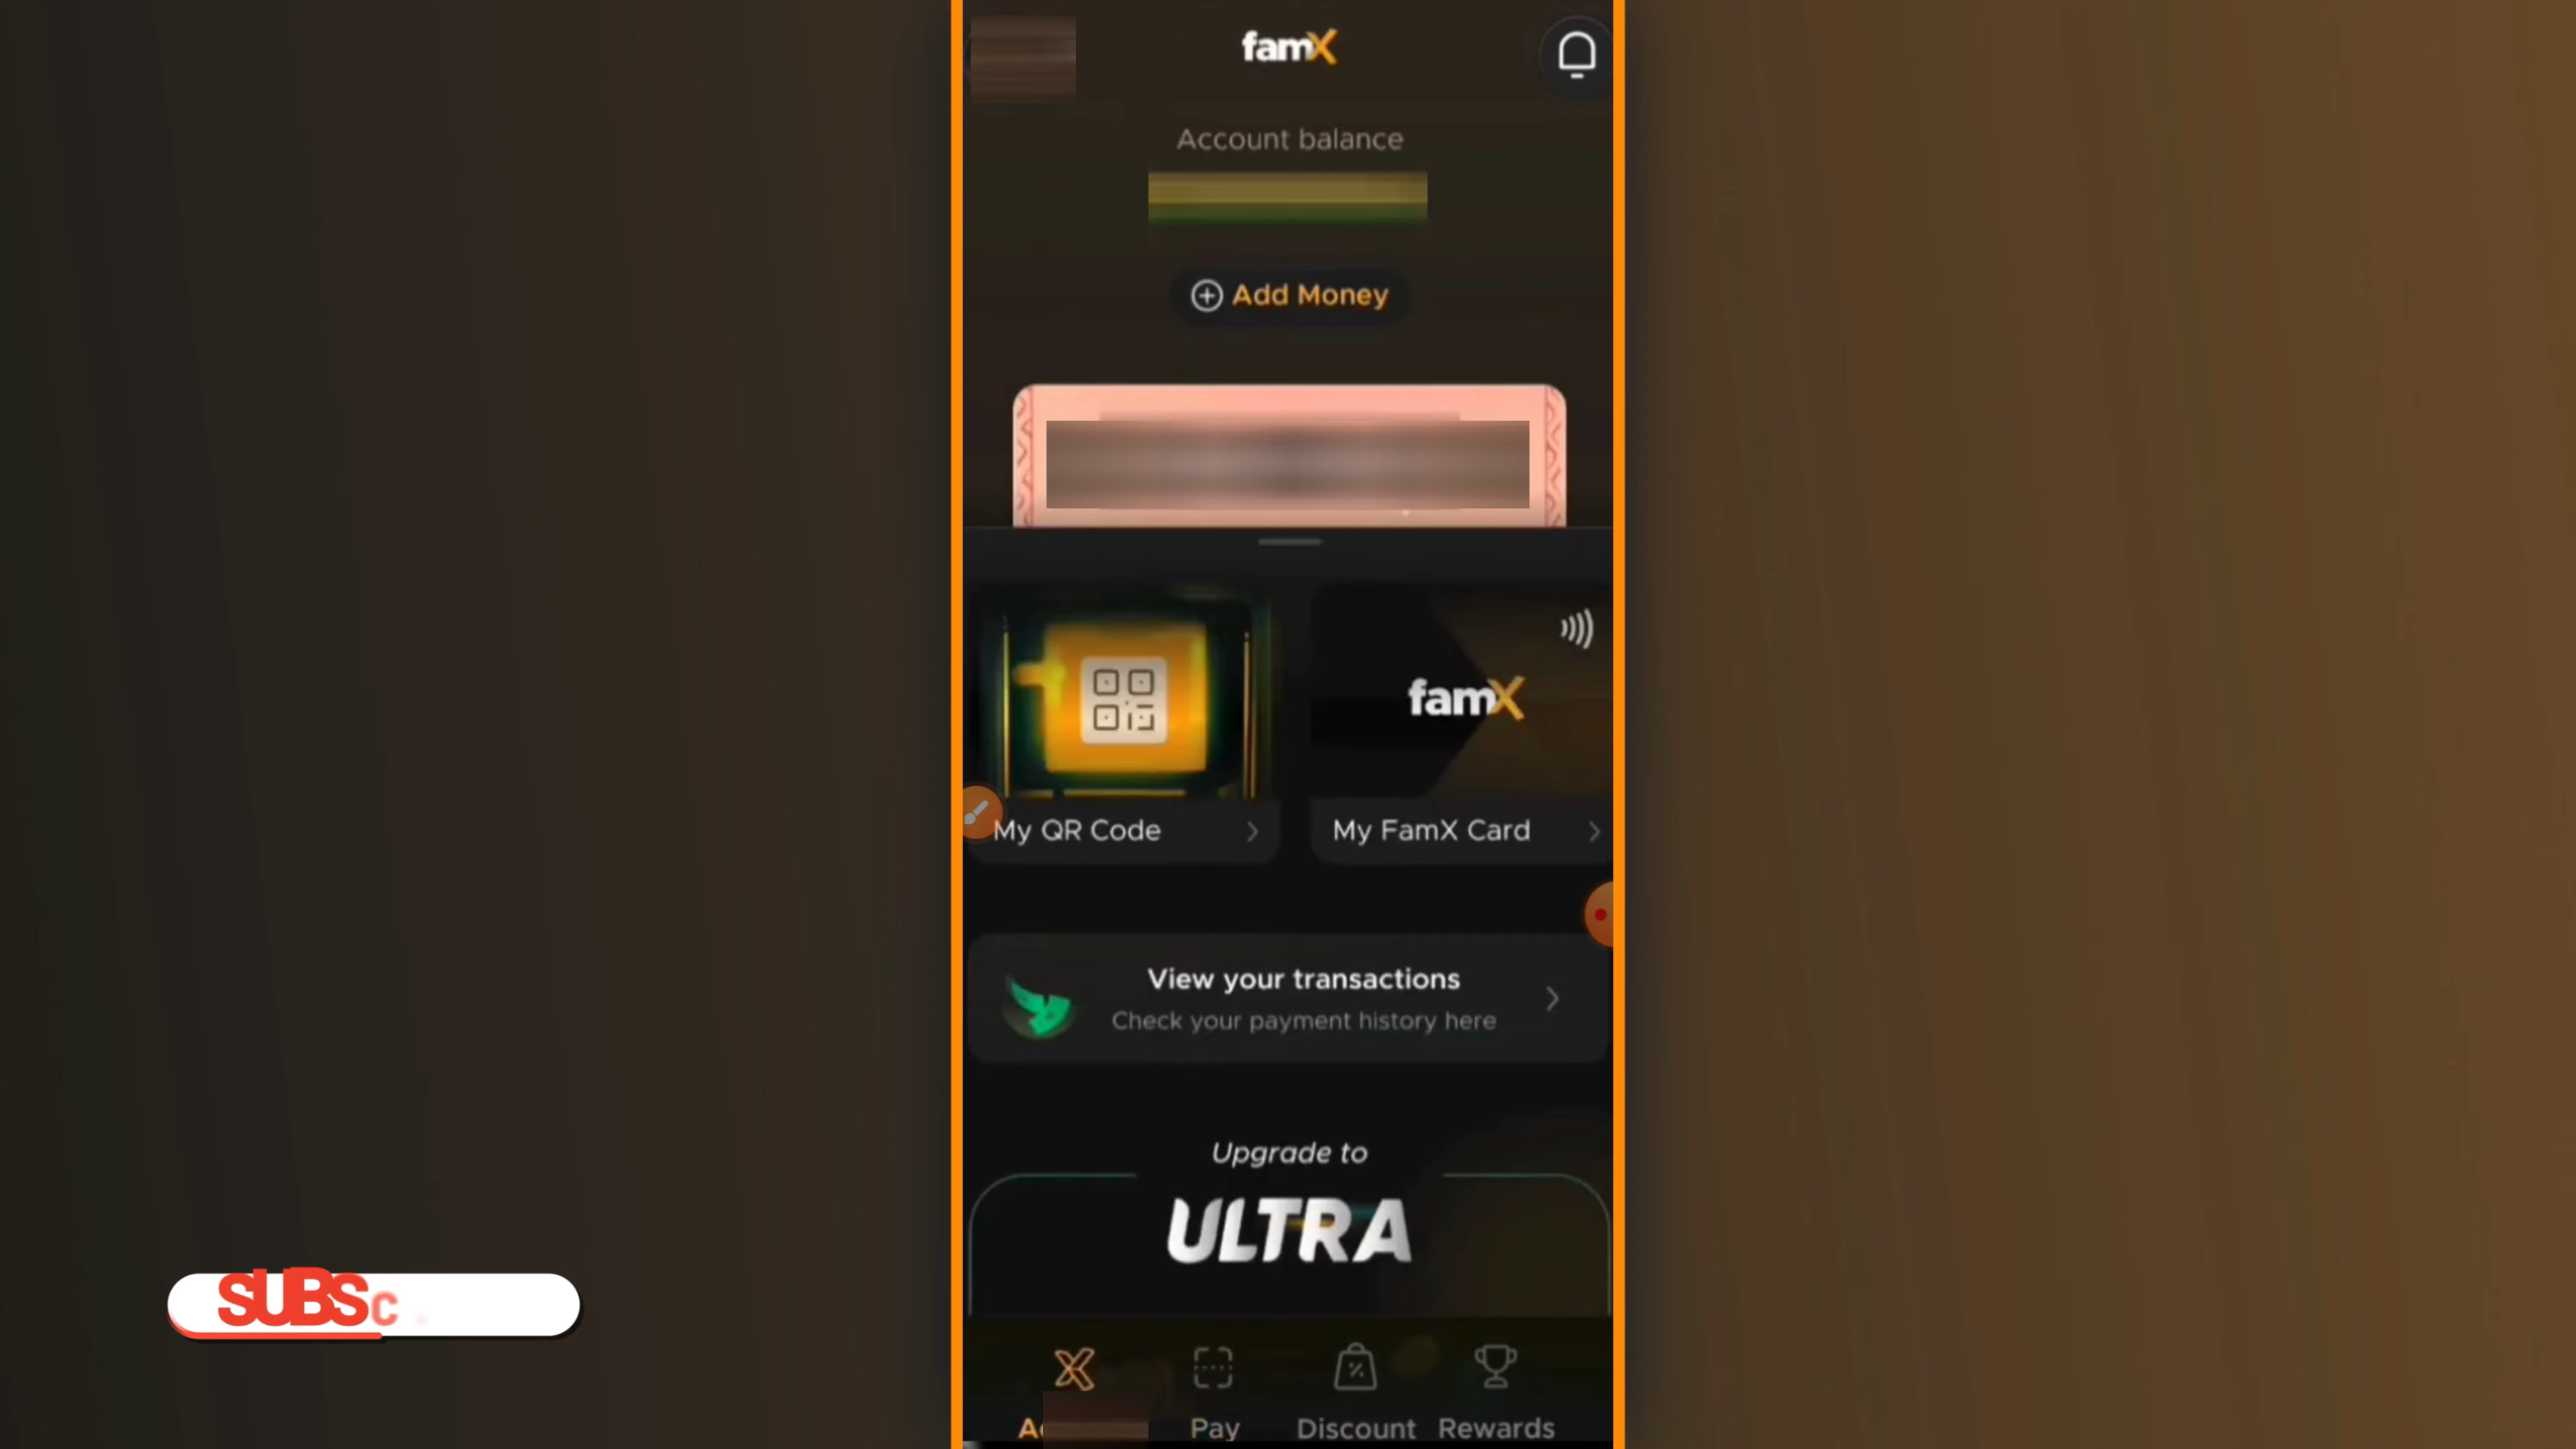 famX
Account balance
Add Money
famX
My QR Code
My FamX Card
View your transactions
Check your payment history here
Upgrade to
ULTRA
SUBSC
Pay
Discount
Rewards